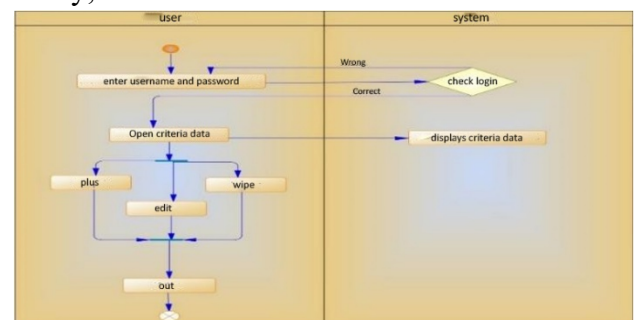 user
system
Wrong
enter username and password
check login
Correct
Open criteria data
displays criteria data
plus
wipe
edit
out